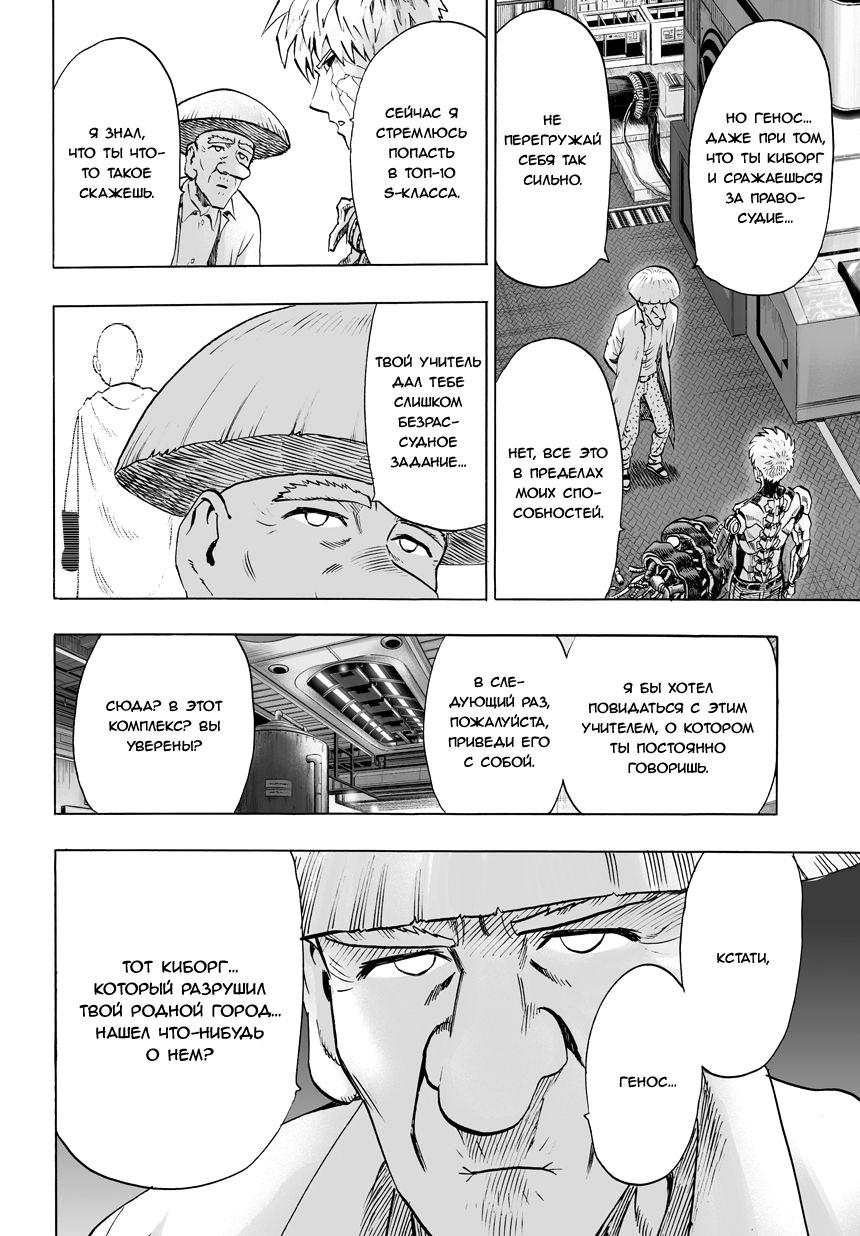 НО ГЕНОС...
ДАЖЕ ПРИ ТОМ,
ЧТО ТЫ КИБОРГ
И СРАЖАЕШЬСЯ
ЗА ПРАВО-
СУДИЕ...
НЕ
ПЕРЕГРУЖАЙ
СЕБЯ ТАК
СИЛЬНО.
НЕТ, ВСЕ ЭТО
В ПРЕДЕЛАХ
МОИХ СПО-
СОБНОСТЕЙ.
СЕЙЧАС Я
СТРЕМЛЮСЬ
ПОПАСТЬ
В ТОП-10
S-КЛАССА.
Я ЗНАЛ,
ЧТО ТЫ ЧТО-
ТО ТАКОЕ
СКАЖЕШЬ.
ТВОЙ УЧИТЕЛЬ
ДАЛ ТЕБЕ
СЛИШКОМ
БЕЗРАС-
СУДНОЕ
ЗАДАНИЕ...
Я БЫ ХОТЕЛ
ПОВИДАТЬСЯ С ЭТИМ
УЧИТЕЛЕМ, О КОТОРОМ
ТЫ ПОСТОЯННО
ГОВОРИШЬ.
В СЛЕ-
ДУЮЩИЙ РАЗ,
ПОЖАЛУЙСТА,
ПРИВЕДИ ЕГО
С СОБОЙ.
СЮДА? В ЭТОТ
КОМПЛЕКС? ВЫ
УВЕРЕНЫ?
КСТАТИ,
ГЕНОС...
ТОТ КИБОРГ...
КОТОРЫЙ РАЗРУШИЛ
ТВОЙ РОДНОЙ ГОРОД...
НАШЕЛ ЧТО-НИБУДЬ
О НЕМ?